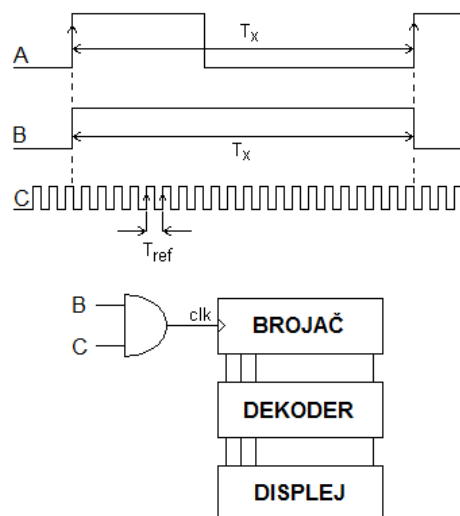 A
Tx
B
Tx
C
Tref
B
C
clk
BROJAČ
DEKODER
DISPLEJ